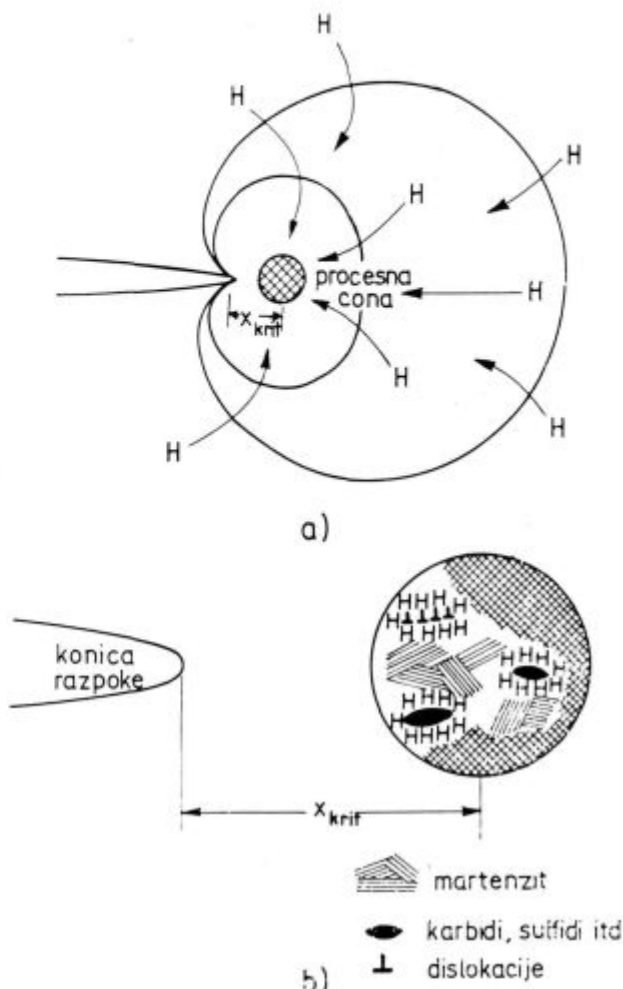 H
H
H
H
procesna
cona
H
x krit
H
H
H
a)
konica
razpoke
H H H H
H H H H
H H H
H H H
H H H
H H H
H H H H
x krit
martenzit
karbidi, sulfidi itd
dislokacije
b)